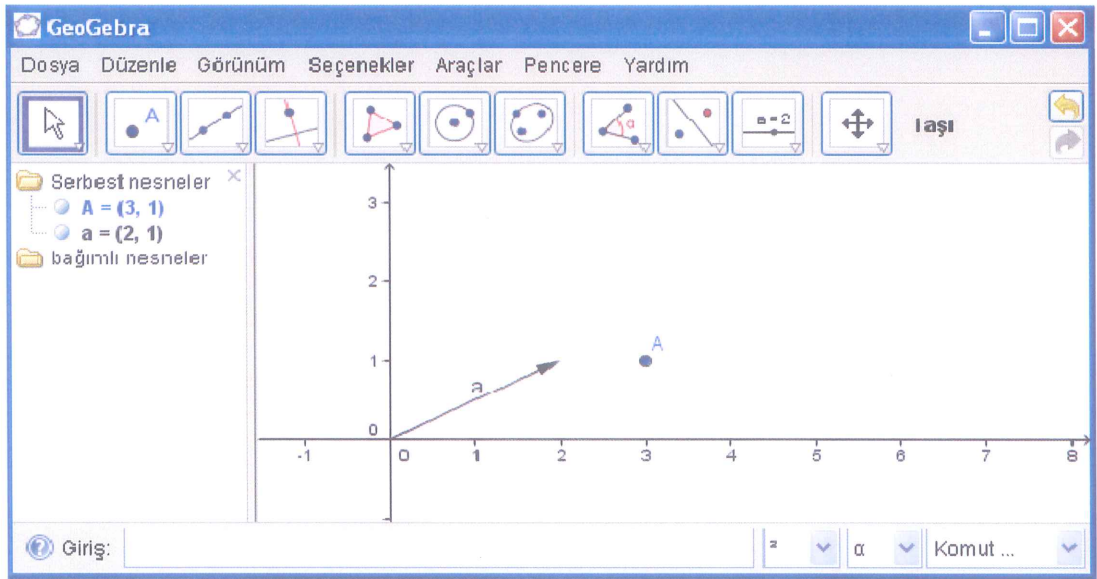 GeoGebra
Dosya Düzenle Görünüm Seçenekler Araçlar Pencere Yardım
A α a = 2 Taşı
Serbest nesneler
A = (3, 1)
a = (2, 1)
bağımlı nesneler
3
2
A
1
a
0
-1 0 1 2 3 4 5 6 7 8
Giriş: ² α Komut ...